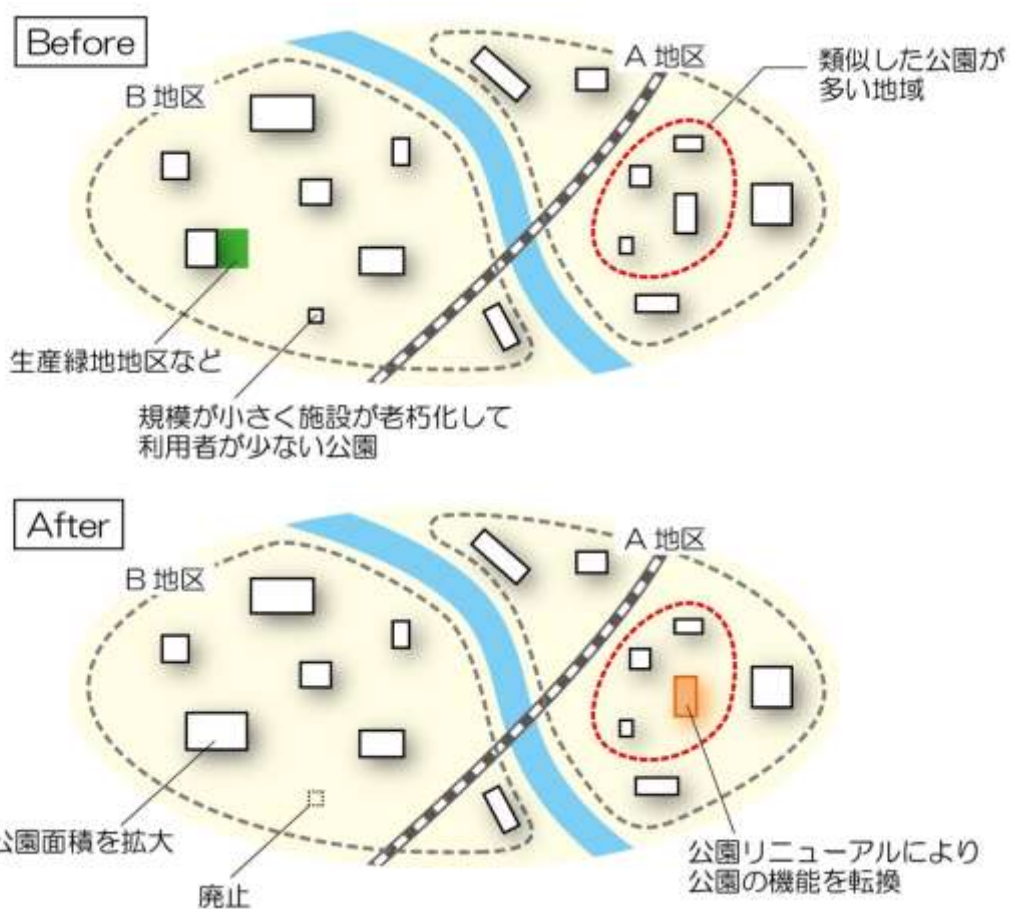 Before
A 地区
類似した公園が
多い地域
B 地区
生産緑地地区など
規模が小さく施設が老朽化して
利用者が少ない公園
After
A 地区
B 地区
公園面積を拡大
廃止
公園リニューアルにより
公園の機能を転換